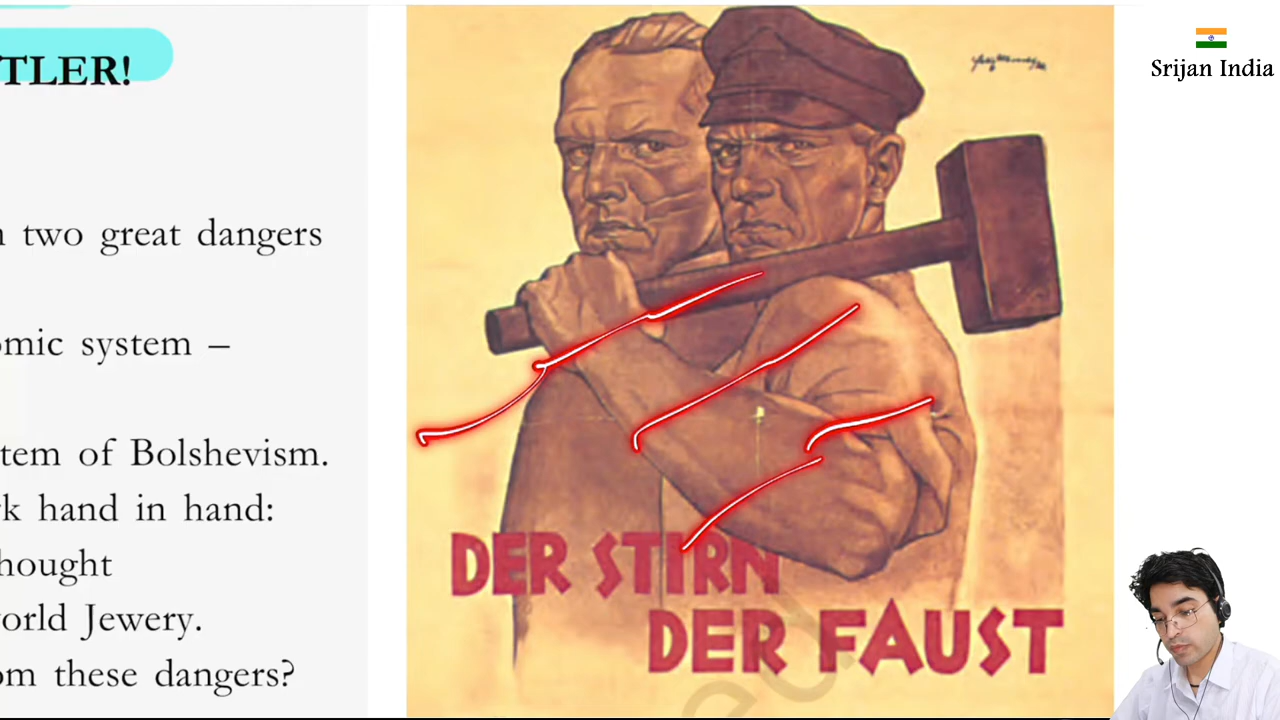 TLER!
two great dangers
omic system –
tem of Bolshevism.
k hand in hand:
hought
orld Jewery.
om these dangers?
DER STIRN
DER FAUST
Srijan India